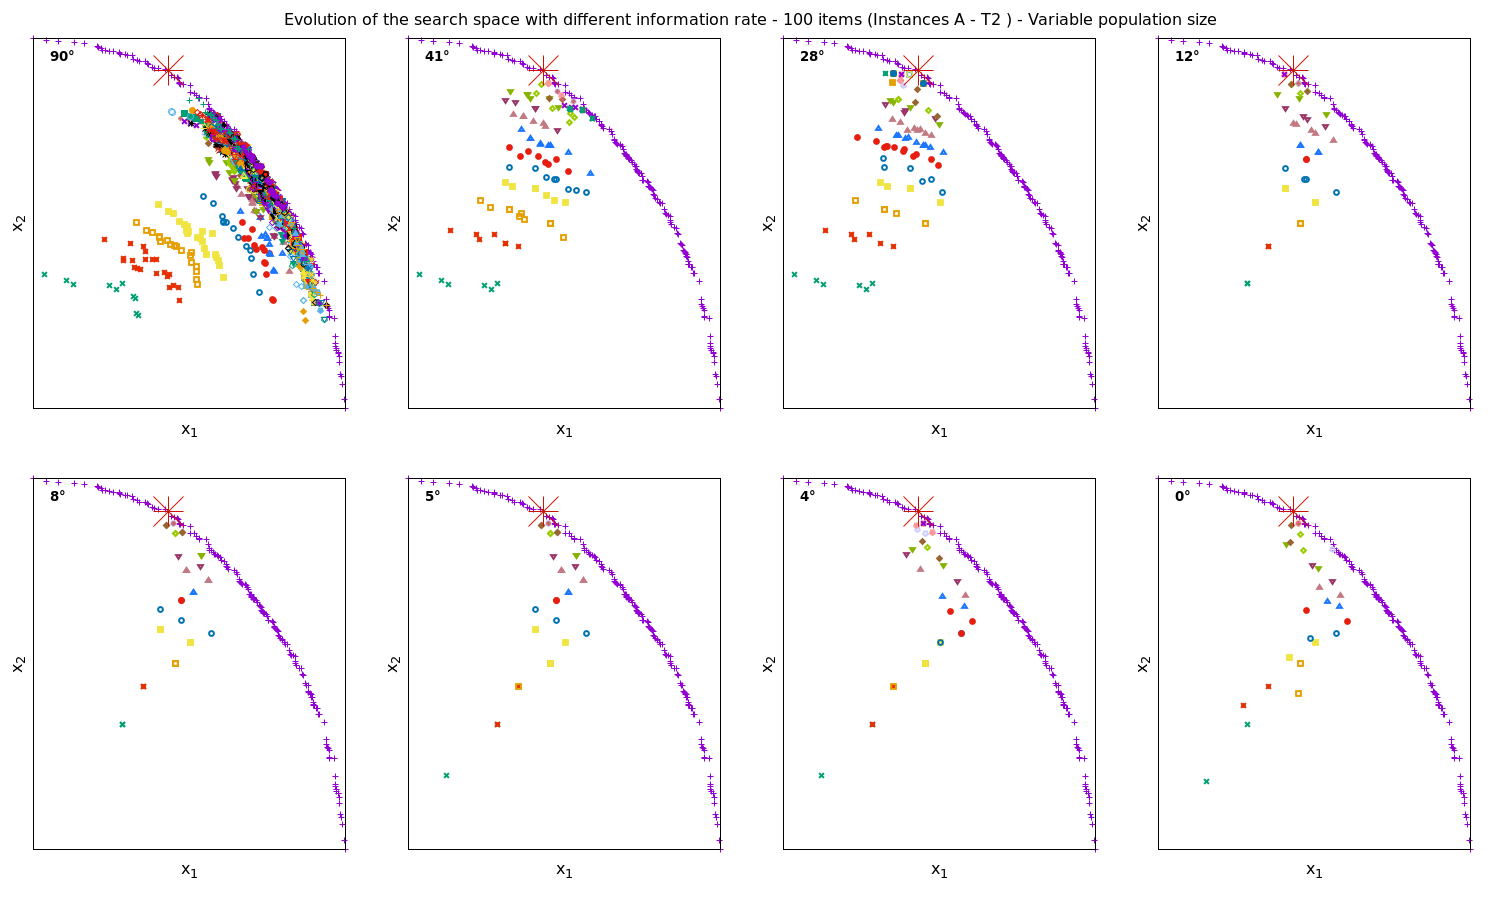 Evolution of the search space with different information rate - 100 items (Instances A - T2 ) - Variable population size
90°
41°
28°
12°
x2
x2
x2
x2
x1
x1
x1
x1
8°
5°
4°
0°
x2
x2
x2
x2
x1
x1
x1
x1